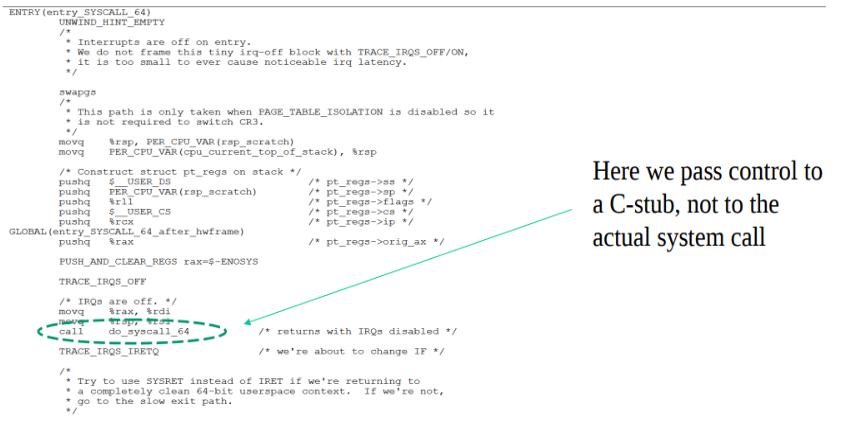 ENTRY(entry_SYSCALL_64)
UNWIND_HINT_EMPTY
/*
* Interrupts are off on entry.
* We do not frame this tiny irq-off block with TRACE_IRQS_OFF/ON,
* it is too small to ever cause noticeable irq latency.
*/
swapgs
/*
* This path is only taken when PAGE_TABLE_ISOLATION is disabled so it
* is not required to switch CR3.
*/
movq %rsp, PER_CPU_VAR(rsp_scratch)
movq PER_CPU_VAR(cpu_current_top_of_stack), %rsp
/* Construct struct pt_regs on stack */
pushq $__USER_DS /* pt_regs->ss */
pushq PER_CPU_VAR(rsp_scratch) /* pt_regs->sp */
pushq %r11 /* pt_regs->flags */
pushq $__USER_CS /* pt_regs->cs */
pushq %rcx /* pt_regs->ip */
GLOBAL(entry_SYSCALL_64_after_hwframe)
pushq %rax /* pt_regs->orig_ax */
PUSH_AND_CLEAR_REGS rax=$-ENOSYS
TRACE_IRQS_OFF
/* IRQs are off. */
movq %rax, %rdi
movq %rsp, %rsi
call do_syscall_64 /* returns with IRQs disabled */
TRACE_IRQS_IRETQ /* we're about to change IF */
/*
* Try to use SYSRET instead of IRET if we're returning to
* a completely clean 64-bit userspace context. If we're not,
* go to the slow exit path.
*/
Here we pass control to
a C-stub, not to the
actual system call